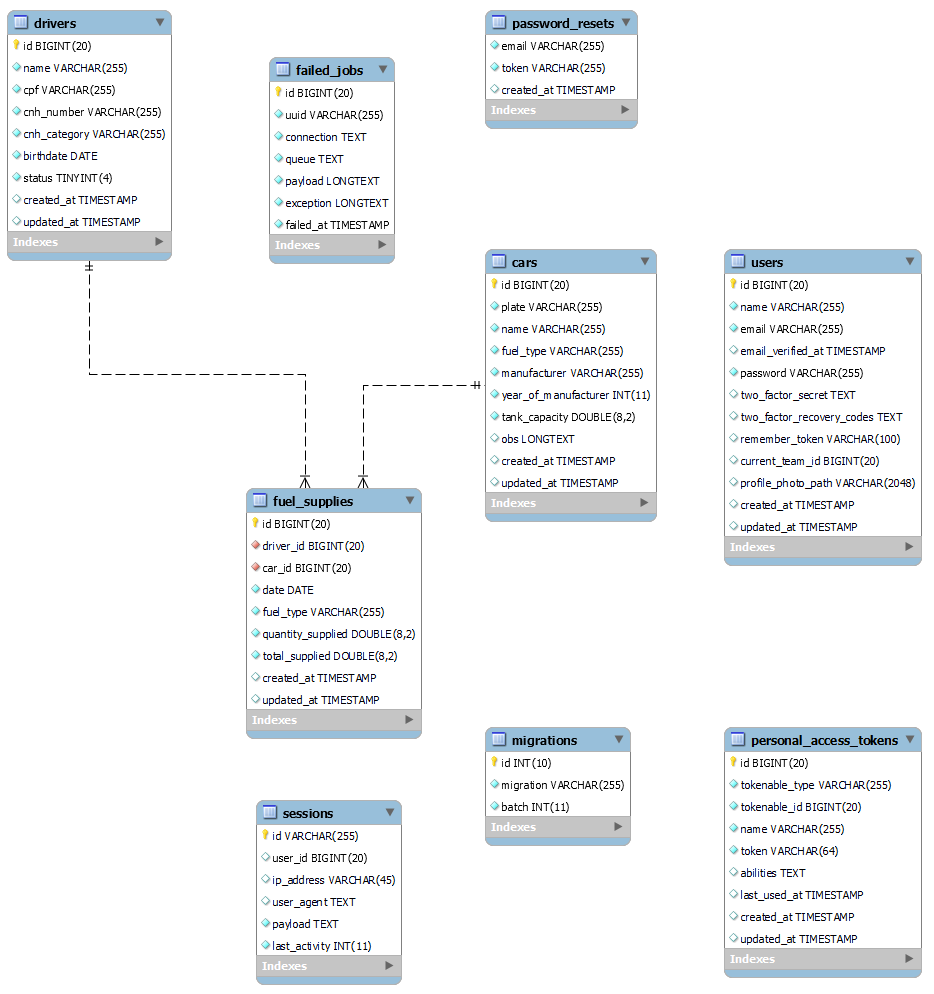 drivers
id BIGINT(20)
name VARCHAR(255)
cpf VARCHAR(255)
cnh_number VARCHAR(255)
cnh_category VARCHAR(255)
birthdate DATE
status TINYINT(4)
created_at TIMESTAMP
updated_at TIMESTAMP
Indexes
failed_jobs
id BIGINT(20)
uuid VARCHAR(255)
connection TEXT
queue TEXT
payload LONGTEXT
exception LONGTEXT
failed_at TIMESTAMP
Indexes
password_resets
email VARCHAR(255)
token VARCHAR(255)
created_at TIMESTAMP
Indexes
cars
id BIGINT(20)
plate VARCHAR(255)
name VARCHAR(255)
fuel_type VARCHAR(255)
manufacturer VARCHAR(255)
year_of_manufacturer INT(11)
tank_capacity DOUBLE(8,2)
obs LONGTEXT
created_at TIMESTAMP
updated_at TIMESTAMP
Indexes
users
id BIGINT(20)
name VARCHAR(255)
email VARCHAR(255)
email_verified_at TIMESTAMP
password VARCHAR(255)
two_factor_secret TEXT
two_factor_recovery_codes TEXT
remember_token VARCHAR(100)
current_team_id BIGINT(20)
profile_photo_path VARCHAR(2048)
created_at TIMESTAMP
updated_at TIMESTAMP
Indexes
fuel_supplies
id BIGINT(20)
driver_id BIGINT(20)
car_id BIGINT(20)
date DATE
fuel_type VARCHAR(255)
quantity_supplied DOUBLE(8,2)
total_supplied DOUBLE(8,2)
created_at TIMESTAMP
updated_at TIMESTAMP
Indexes
migrations
id INT(10)
migration VARCHAR(255)
batch INT(11)
Indexes
personal_access_tokens
id BIGINT(20)
tokenable_type VARCHAR(255)
tokenable_id BIGINT(20)
name VARCHAR(255)
token VARCHAR(64)
abilities TEXT
last_used_at TIMESTAMP
created_at TIMESTAMP
updated_at TIMESTAMP
Indexes
sessions
id VARCHAR(255)
user_id BIGINT(20)
ip_address VARCHAR(45)
user_agent TEXT
payload TEXT
last_activity INT(11)
Indexes